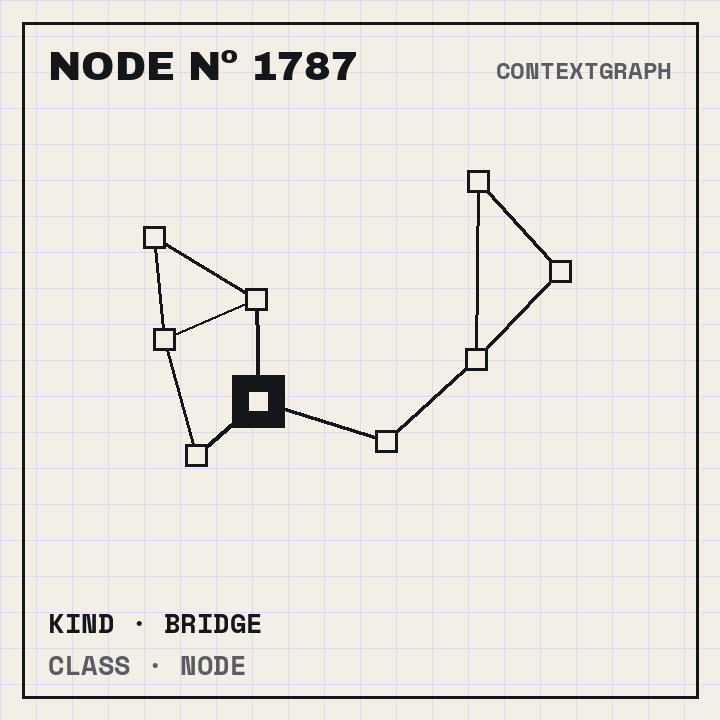 NODE Nº 1787
CONTEXTGRAPH
KIND · BRIDGE
CLASS · NODE